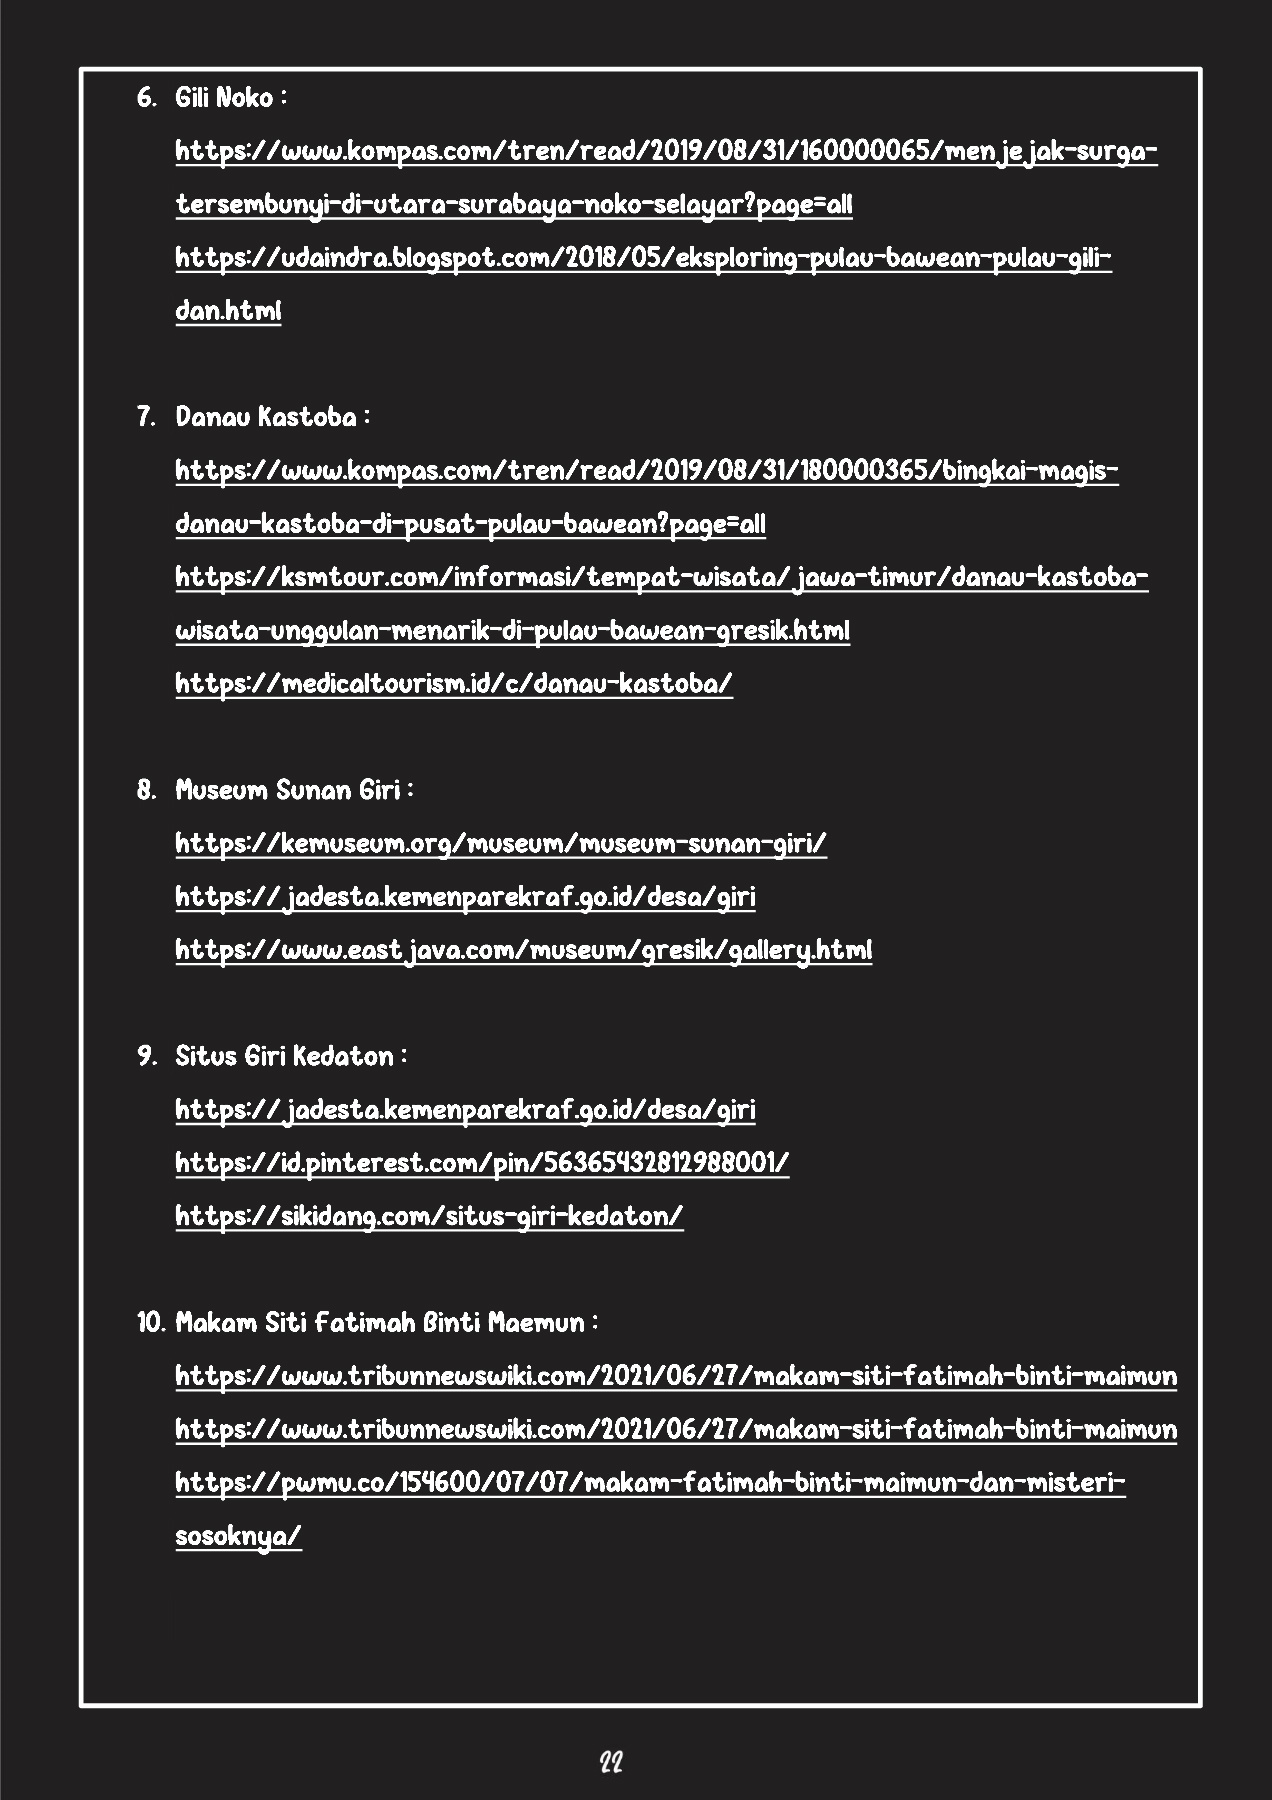 6. Gili Noko :
https://www.kompas.com/tren/read/2019/08/31/160000065/menjejak-surga-
tersembunyi-di-utara-surabaya-noko-selayar?page=all
https://udaindra.blogspot.com/2018/05/eksploring-pulau-bawean-pulau-gili-
dan.html
7. Danau Kastoba :
https://www.kompas.com/tren/read/2019/08/31/180000365/bingkai-magis-
danau-kastoba-di-pusat-pulau-bawean?page=all
https://ksmtour.com/informasi/tempat-wisata/jawa-timur/danau-kastoba-
wisata-unggulan-menarik-di-pulau-bawean-gresik.html
https://medicaltourism.id/c/danau-kastoba/
8. Museum Sunan Giri :
https://kemuseum.org/museum/museum-sunan-giri/
https://jadesta.kemenparekraf.go.id/desa/giri
https://www.eastjava.com/museum/gresik/gallery.html
9. Situs Giri Kedaton :
https://jadesta.kemenparekraf.go.id/desa/giri
https://id.pinterest.com/pin/56365432812988001/
https://sikidang.com/situs-giri-kedaton/
10. Makam Siti Fatimah Binti Maemun :
https://www.tribunnewswiki.com/2021/06/27/makam-siti-fatimah-binti-maimun
https://www.tribunnewswiki.com/2021/06/27/makam-siti-fatimah-binti-maimun
https://pwmu.co/154600/07/07/makam-fatimah-binti-maimun-dan-misteri-
sosoknya/
22